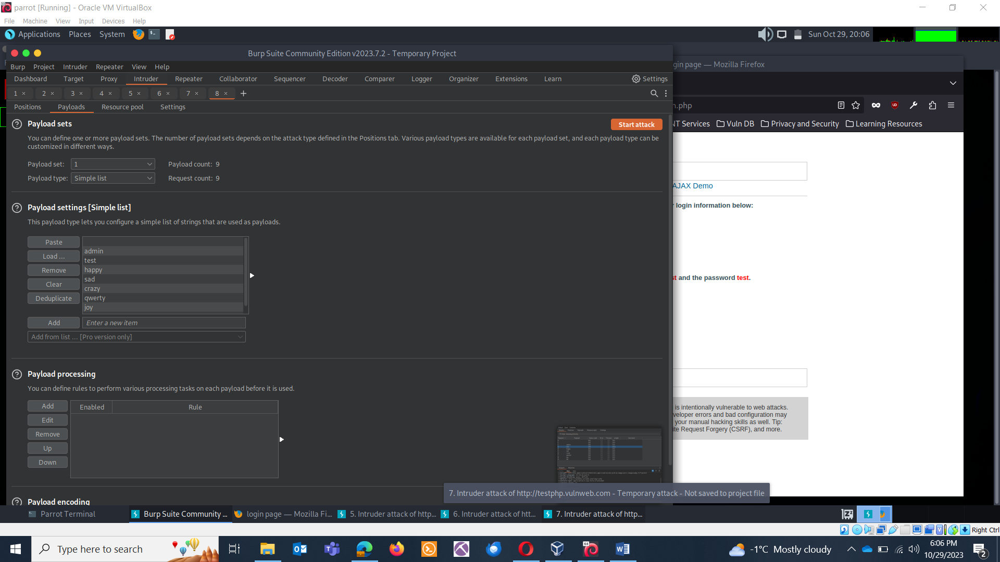 parrot [Running] - Oracle VM VirtualBox
File Machine View Input Devices Help
Applications Places System
Sun Oct 29, 20:06
Burp Suite Community Edition v2023.7.2 - Temporary Project
gin page — Mozilla Firefox
Burp Project Intruder Repeater View Help
Dashboard Target Proxy Intruder Repeater Collaborator Sequencer Decoder Comparer Logger Organizer Extensions Learn Settings
1 × 2 × 3 × 4 × 5 × 6 × 7 × 8 × +
n.php
Positions Payloads Resource pool Settings
NT Services Vuln DB Privacy and Security Learning Resources
Payload sets
Start attack
You can define one or more payload sets. The number of payload sets depends on the attack type defined in the Positions tab. Various payload types are available for each payload set, and each payload type can be
customized in different ways.
Payload set: 1 Payload count: 9
Payload type: Simple list Request count: 9
AJAX Demo
login information below:
Payload settings [Simple list]
This payload type lets you configure a simple list of strings that are used as payloads.
Paste
Load ...
Remove
Clear
Deduplicate
admin
test
happy
sad
crazy
qwerty
joy
st and the password test.
Add Enter a new item
Add from list ... [Pro version only]
Payload processing
You can define rules to perform various processing tasks on each payload before it is used.
Add
Edit
Remove
Up
Down
Enabled Rule
is intentionally vulnerable to web attacks.
veloper errors and bad configuration may
your manual hacking skills as well. Tip:
ite Request Forgery (CSRF), and more.
7. Intruder attack of http://testphp.vulnweb.com - Temporary attack - Not saved to project file
Payload encoding
Parrot Terminal Burp Suite Community ... login page — Mozilla Fi... 5. Intruder attack of http... 6. Intruder attack of htt... 7. Intruder attack of http...
Right Ctrl
Type here to search
-1°C Mostly cloudy
6:06 PM
10/29/2023
2